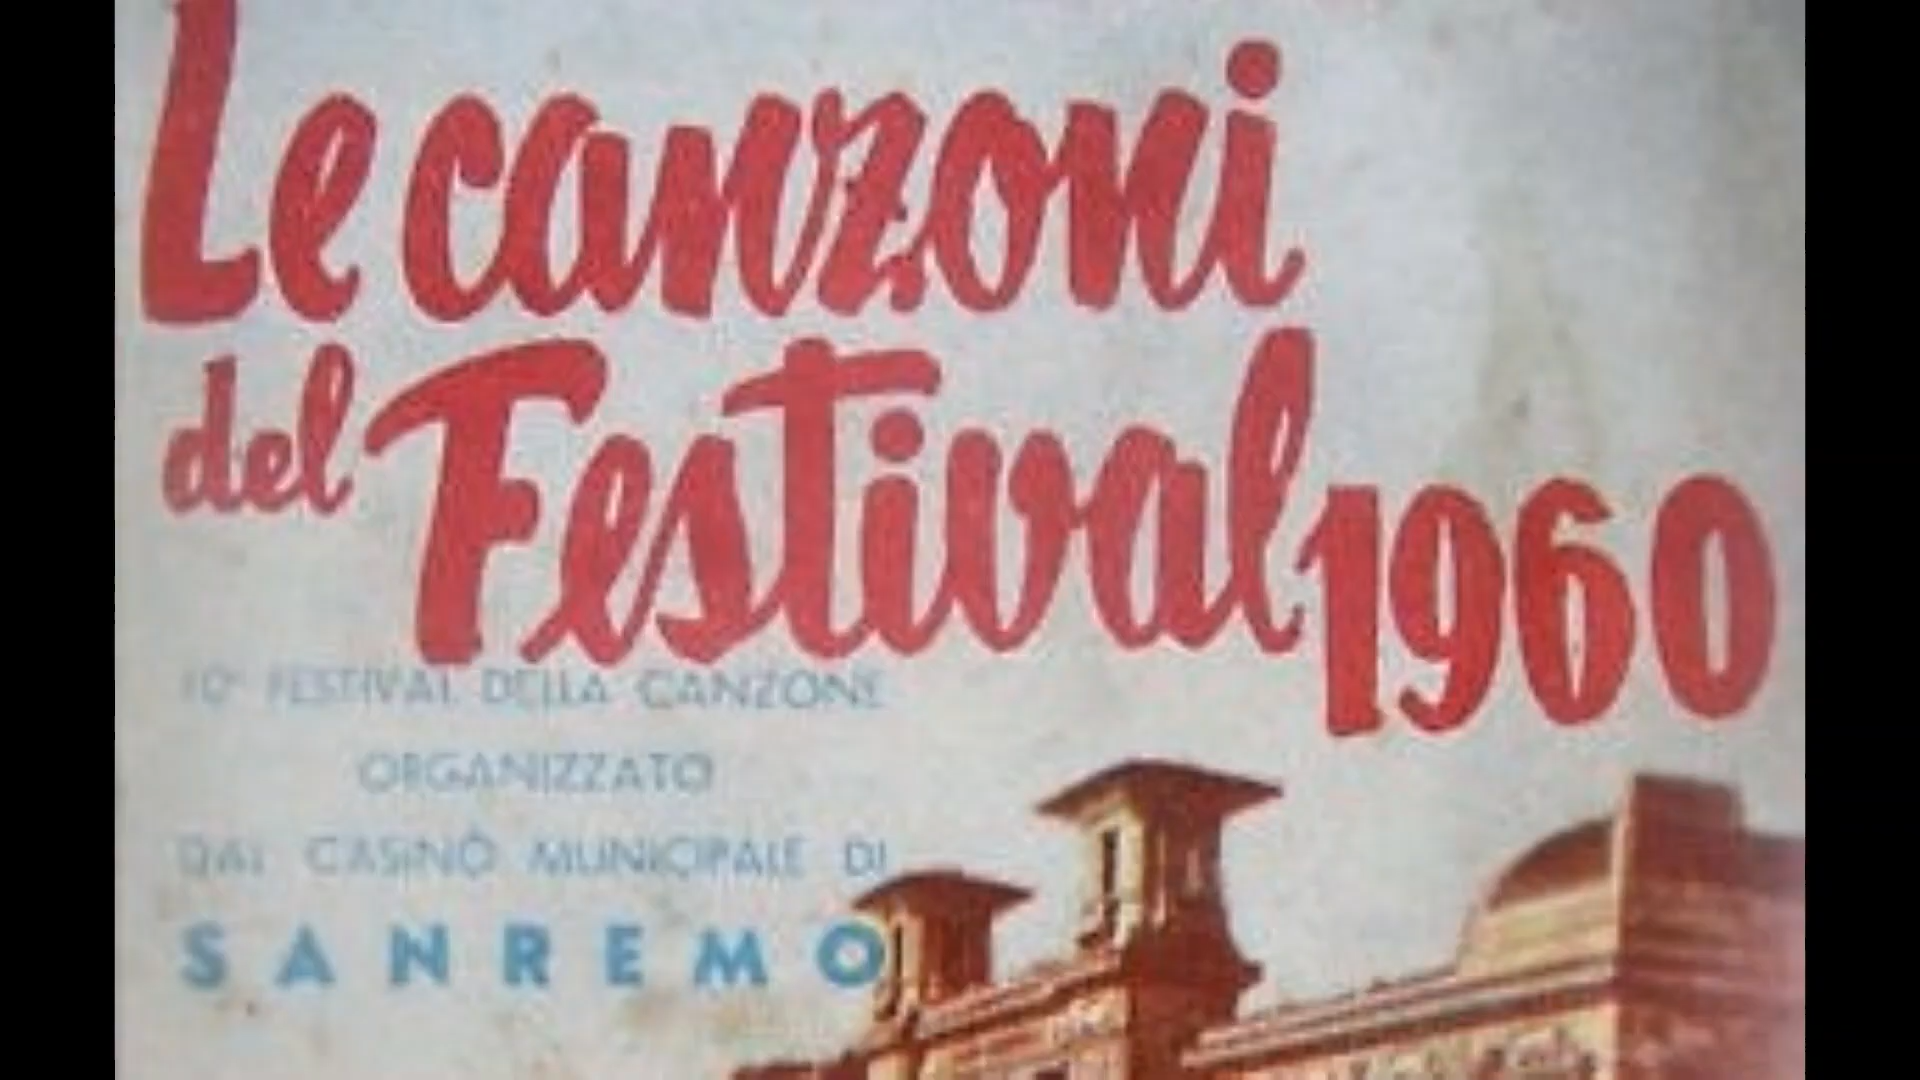 Le canzoni
del Festival 1960
10° FESTIVAL DELLA CANZONE
ORGANIZZATO
DAL CASINÒ MUNICIPALE DI
SANREMO